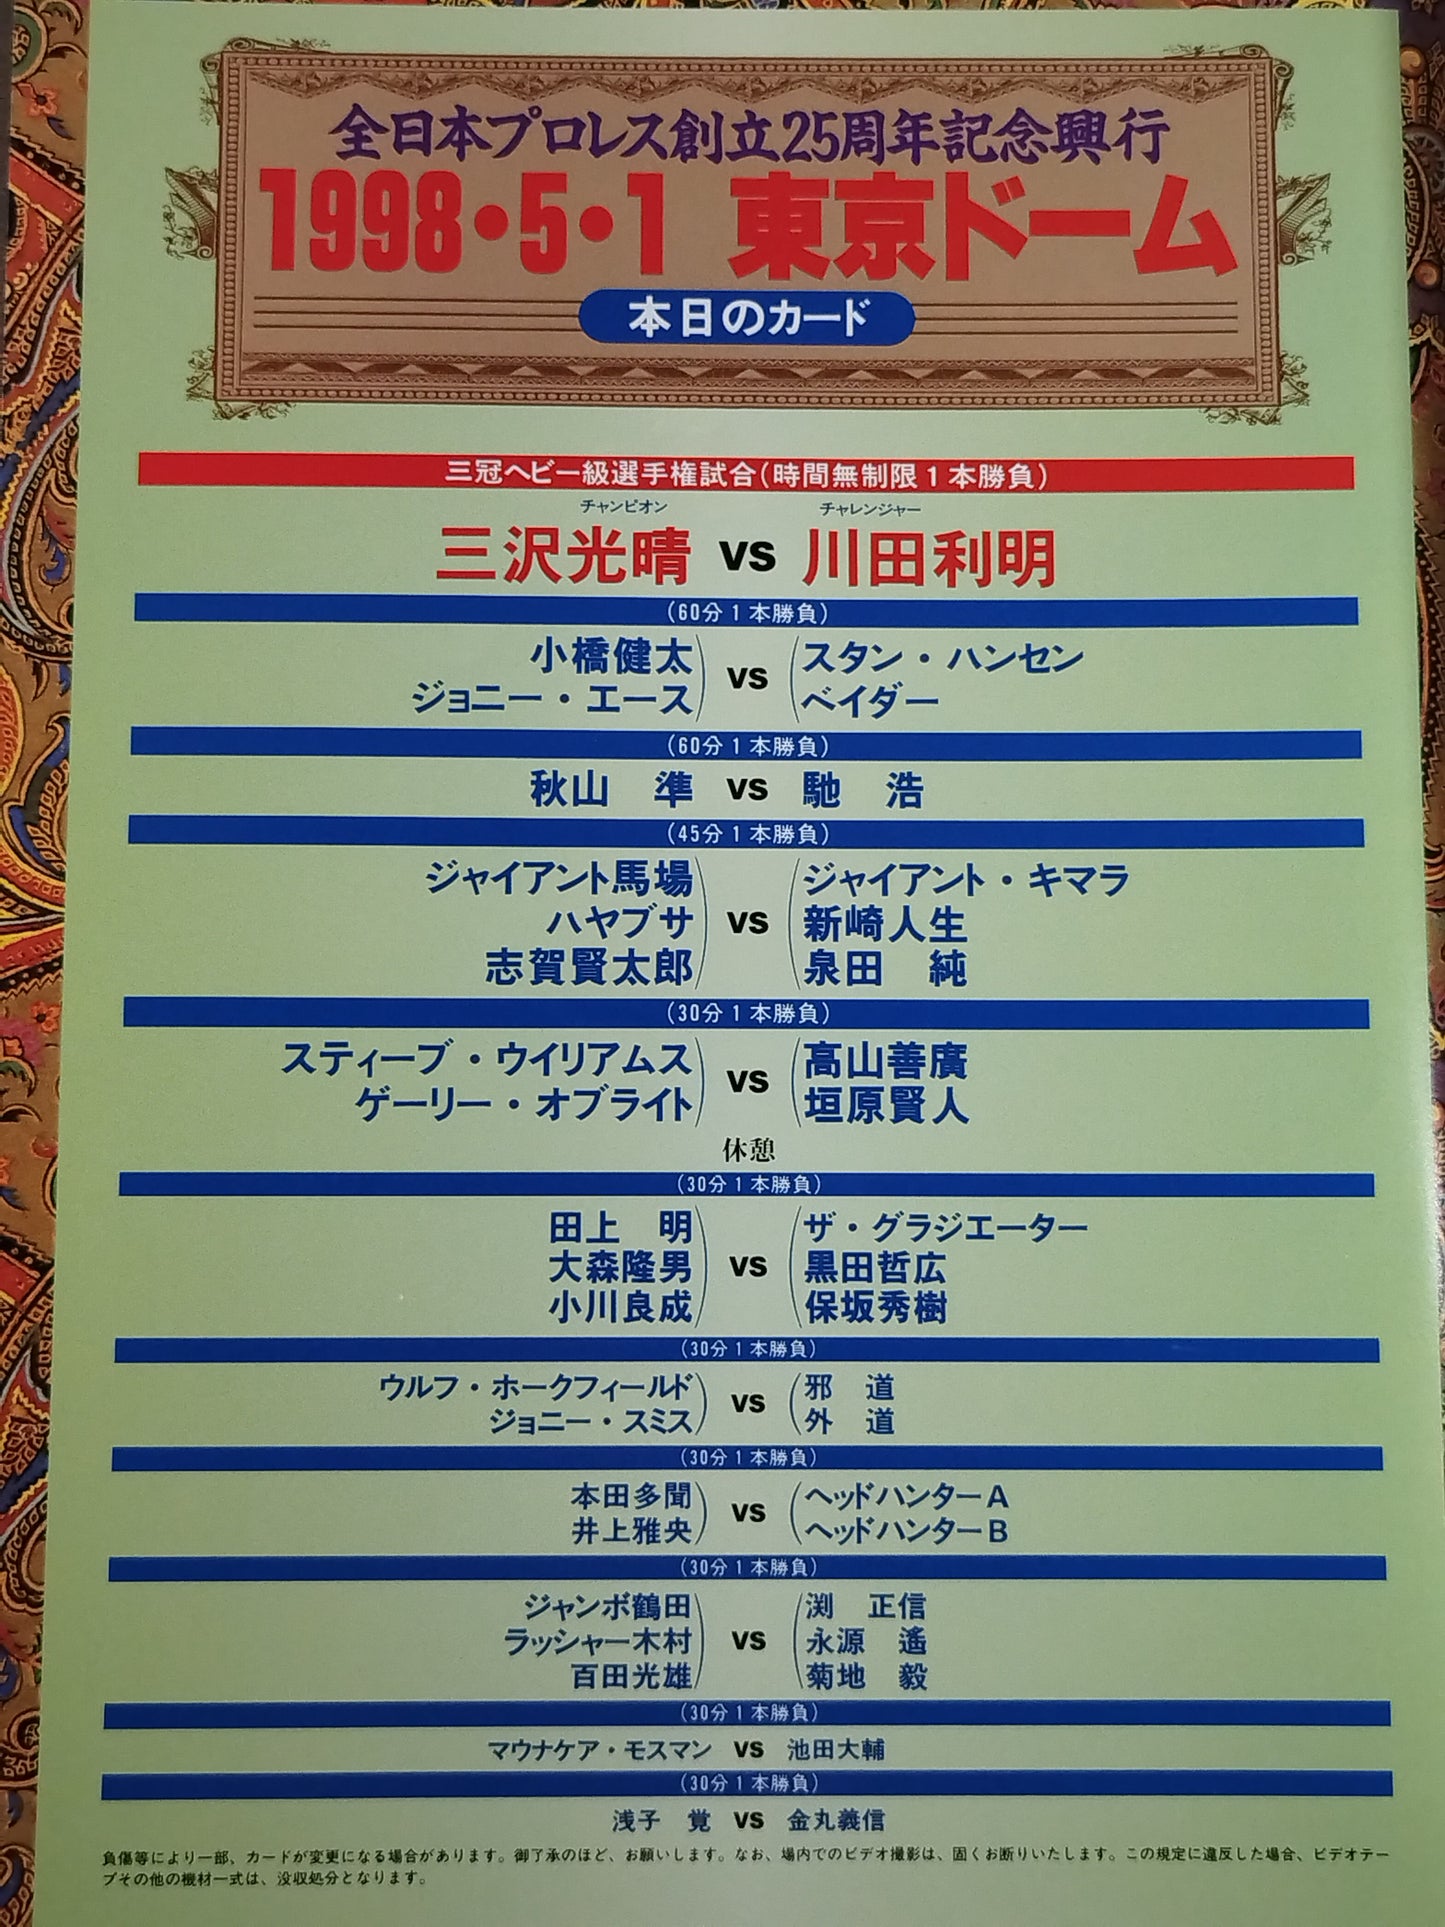 全日本プロレス創立25周年記念興行
1998・5・1 東京ドーム
本日のカード
三冠ヘビー級選手権試合(時間無制限1本勝負)
チャンピオン チャレンジャー
三沢光晴 VS 川田利明
(60分1本勝負)
小橋健太 スタン・ハンセン
VS
ジョニー・エース ベイダー
(60分1本勝負)
秋山 準 VS 馳 浩
(45分1本勝負)
ジャイアント馬場 ジャイアント・キマラ
ハヤブサ VS 新崎人生
志賀賢太郎 泉田 純
(30分1本勝負)
スティーブ・ウイリアムス 高山善廣
VS
ゲーリー・オブライト 垣原賢人
休憩
(30分1本勝負)
田上 明 ザ・グラジエーター
大森隆男 VS 黒田哲広
小川良成 保坂秀樹
(30分1本勝負)
ウルフ・ホークフィールド 邪 道
VS
ジョニー・スミス 外 道
(30分1本勝負)
本田多聞 ヘッドハンターA
VS
井上雅央 ヘッドハンターB
(30分1本勝負)
ジャンボ鶴田 渕 正信
ラッシャー木村 VS 永源 遙
百田光雄 菊地 毅
(30分1本勝負)
マウナケア・モスマン VS 池田大輔
(30分1本勝負)
浅子 覚 VS 金丸義信
負傷等により一部、カードが変更になる場合があります。御了承のほど、お願いします。なお、場内でのビデオ撮影は、固くお断りいたします。この規定に違反した場合、ビデオテー
プその他の機材一式は、没収処分となります。